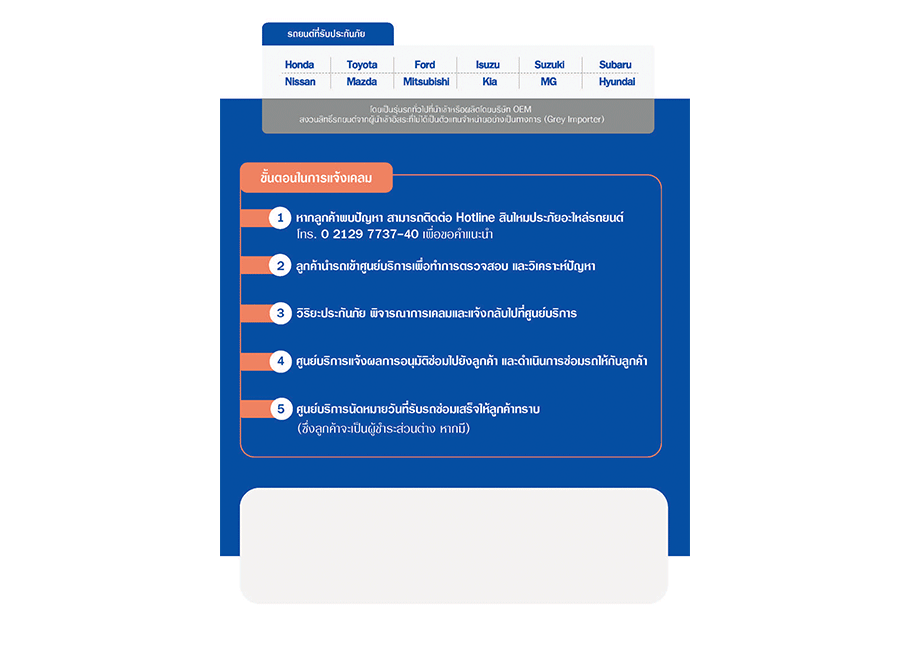 รถยนต์ที่รับประกันภัย
Honda Toyota Ford Isuzu Suzuki Subaru
Nissan Mazda Mitsubishi Kia MG Hyundai
โดยเป็นรุ่นรถทั่วไปที่นำเข้าหรือผลิตโดยบริษัท OEM
สงวนสิทธิ์รถยนต์จากผู้นำเข้าอิสระที่ไม่ได้เป็นตัวแทนจำหน่ายอย่างเป็นทางการ (Grey Importer)
ขั้นตอนในการแจ้งเคลม
1 หากลูกค้าพบปัญหา สามารถติดต่อ Hotline สินไหมประกันภัยอะไหล่รถยนต์
โทร. 0 2129 7737-40 เพื่อขอคำแนะนำ
2 ลูกค้านำรถเข้าศูนย์บริการเพื่อทำการตรวจสอบ และวิเคราะห์ปัญหา
3 วิริยะประกันภัย พิจารณาการเคลมและแจ้งกลับไปที่ศูนย์บริการ
4 ศูนย์บริการแจ้งผลการอนุมัติซ่อมไปยังลูกค้า และดำเนินการซ่อมรถให้กับลูกค้า
5 ศูนย์บริการนัดหมายวันที่รับรถซ่อมเสร็จให้ลูกค้าทราบ
(ซึ่งลูกค้าจะเป็นผู้ชำระส่วนต่าง หากมี)